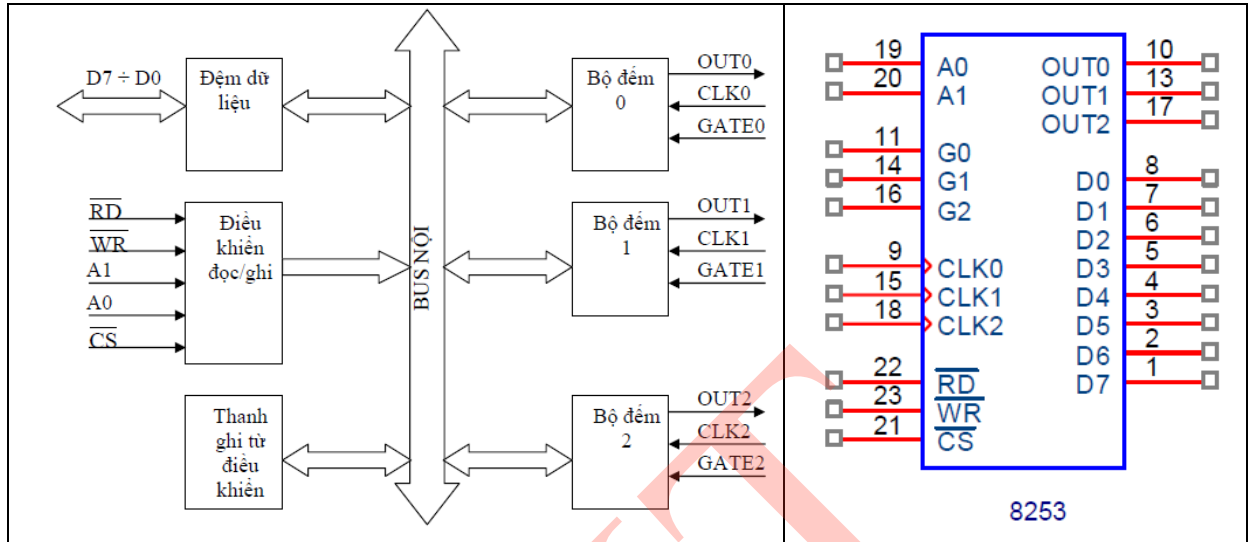 D7 ÷ D0
Đệm dữ
liệu
RD
WR
A1
A0
CS
Điều
khiển
đọc/ghi
Thanh
ghi từ
điều
khiển
BUS NỘI
Bộ đếm
0
OUT0
CLK0
GATE0
Bộ đếm
1
OUT1
CLK1
GATE1
Bộ đếm
2
OUT2
CLK2
GATE2
19 A0
20 A1
11 G0
14 G1
16 G2
9 CLK0
15 CLK1
18 CLK2
22 RD
23 WR
21 CS
OUT0 10
OUT1 13
OUT2 17
D0 8
D1 7
D2 6
D3 5
D4 4
D5 3
D6 2
D7 1
8253